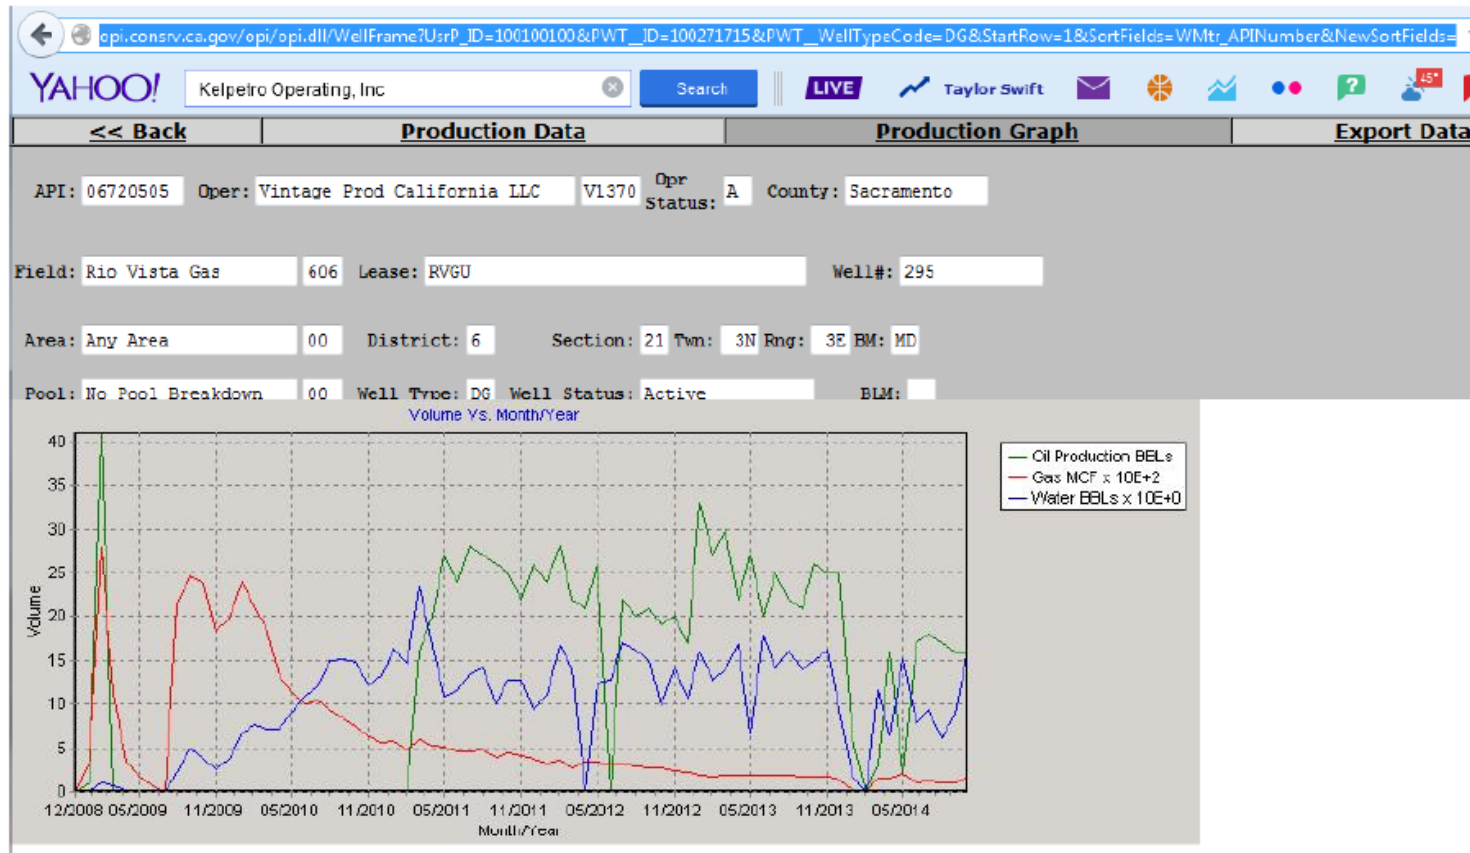 opi.consrv.ca.gov/opi/opi.dll/WellFrame?UsrP_ID=100100100&PWT__ID=100271715&PWT__WellTypeCode=DG&StartRow=1&SortFields=WMtr_APINumber&NewSortFields=
YAHOO! Kelpetro Operating, Inc Search LIVE Taylor Swift 45°
<< Back Production Data Production Graph Export Data
API: 06720505 Oper: Vintage Prod California LLC V1370 Opr Status: A County: Sacramento
Field: Rio Vista Gas 606 Lease: RVGU Well#: 295
Area: Any Area 00 District: 6 Section: 21 Twn: 3N Rng: 3E BM: MD
Pool: No Pool Breakdown 00 Well Type: DG Well Status: Active BLM:
Volume Vs. Month/Year
40
35
30
25
20
15
10
5
0
Volume
12/2008 05/2009 11/2009 05/2010 11/2010 05/2011 11/2011 05/2012 11/2012 05/2013 11/2013 05/2014
Month/Year
Oil Production BBLs
Gas MCF x 10E+2
Water BBLs x 10E+0